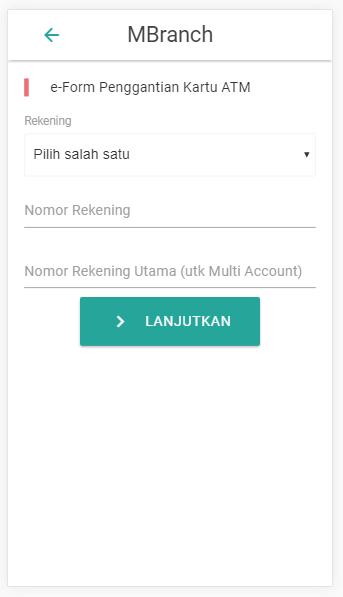 MBranch
e-Form Penggantian Kartu ATM
Rekening
Pilih salah satu
Nomor Rekening
Nomor Rekening Utama (utk Multi Account)
LANJUTKAN